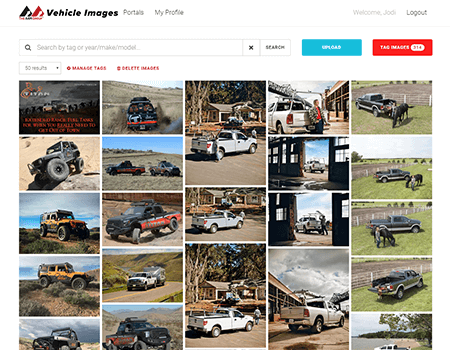 Vehicle Images
Portals
My Profile
Welcome, Jodi
Logout
Search by tag or year/make/model...
SEARCH
UPLOAD
TAG IMAGES 214
50 results
MANAGE TAGS
DELETE IMAGES
TITAN
EXTENDED RANGE FUEL TANKS
FOR WHEN YOU REALLY NEED TO
GET OUT OF TOWN